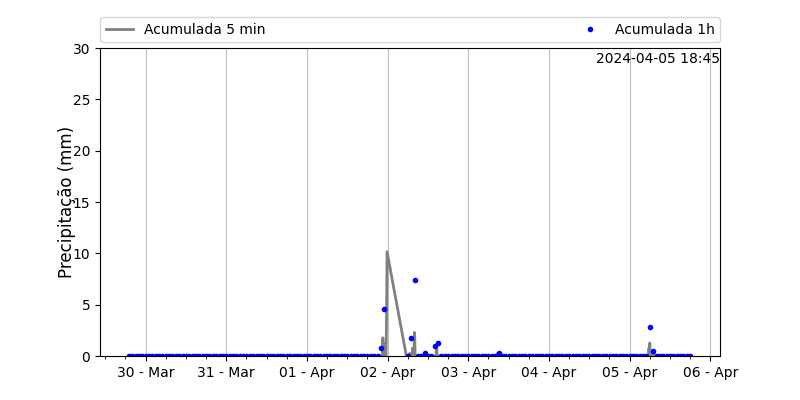 Acumulada 5 min Acumulada 1h
2024-04-05 18:45
Precipitação (mm)
30
25
20
15
10
5
0
30 - Mar 31 - Mar 01 - Apr 02 - Apr 03 - Apr 04 - Apr 05 - Apr 06 - Apr